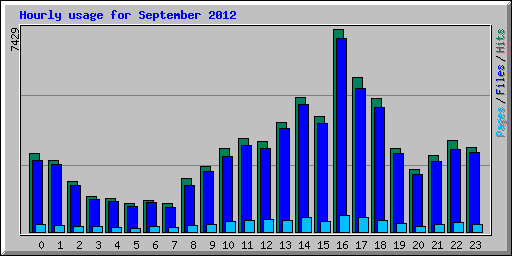 Hourly usage for September 2012
7429
Pages / Files / Hits
0 1 2 3 4 5 6 7 8 9 10 11 12 13 14 15 16 17 18 19 20 21 22 23